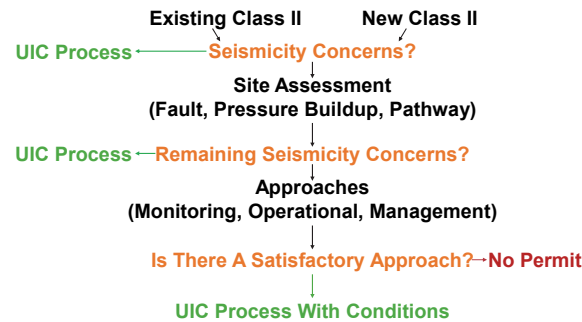 Existing Class II New Class II
UIC Process Seismicity Concerns?
Site Assessment
(Fault, Pressure Buildup, Pathway)
UIC Process Remaining Seismicity Concerns?
Approaches
(Monitoring, Operational, Management)
Is There A Satisfactory Approach? No Permit
UIC Process With Conditions